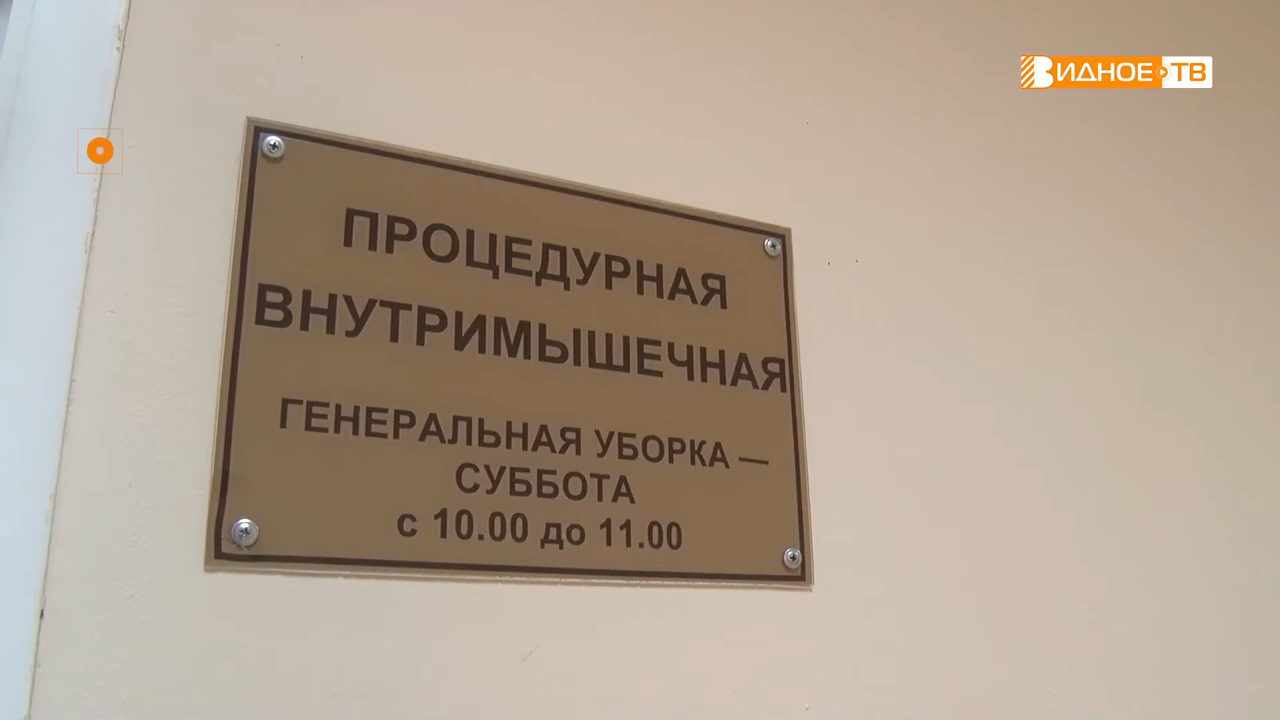 ВИДНОЕ ТВ
ПРОЦЕДУРНАЯ
ВНУТРИМЫШЕЧНАЯ
ГЕНЕРАЛЬНАЯ УБОРКА —
СУББОТА
с 10.00 до 11.00